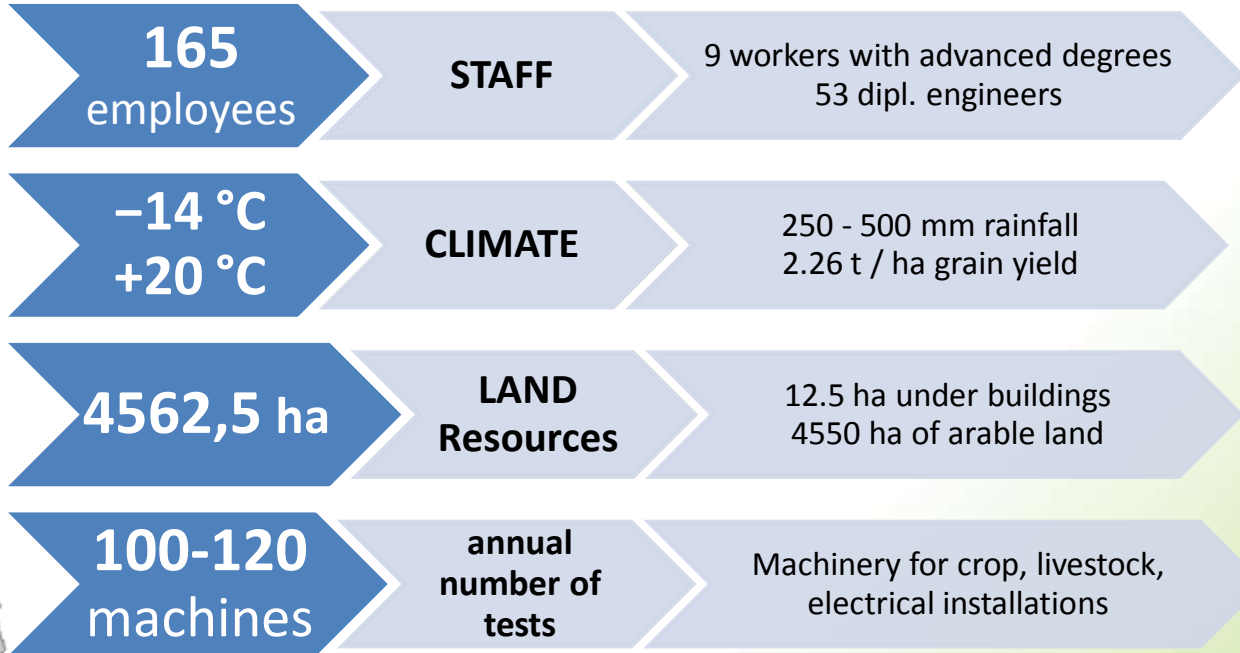 165
employees
STAFF
9 workers with advanced degrees
53 dipl. engineers
–14 °C
+20 °C
CLIMATE
250 - 500 mm rainfall
2.26 t / ha grain yield
4562,5 ha
LAND
Resources
12.5 ha under buildings
4550 ha of arable land
100-120
machines
annual
number of
tests
Machinery for crop, livestock,
electrical installations